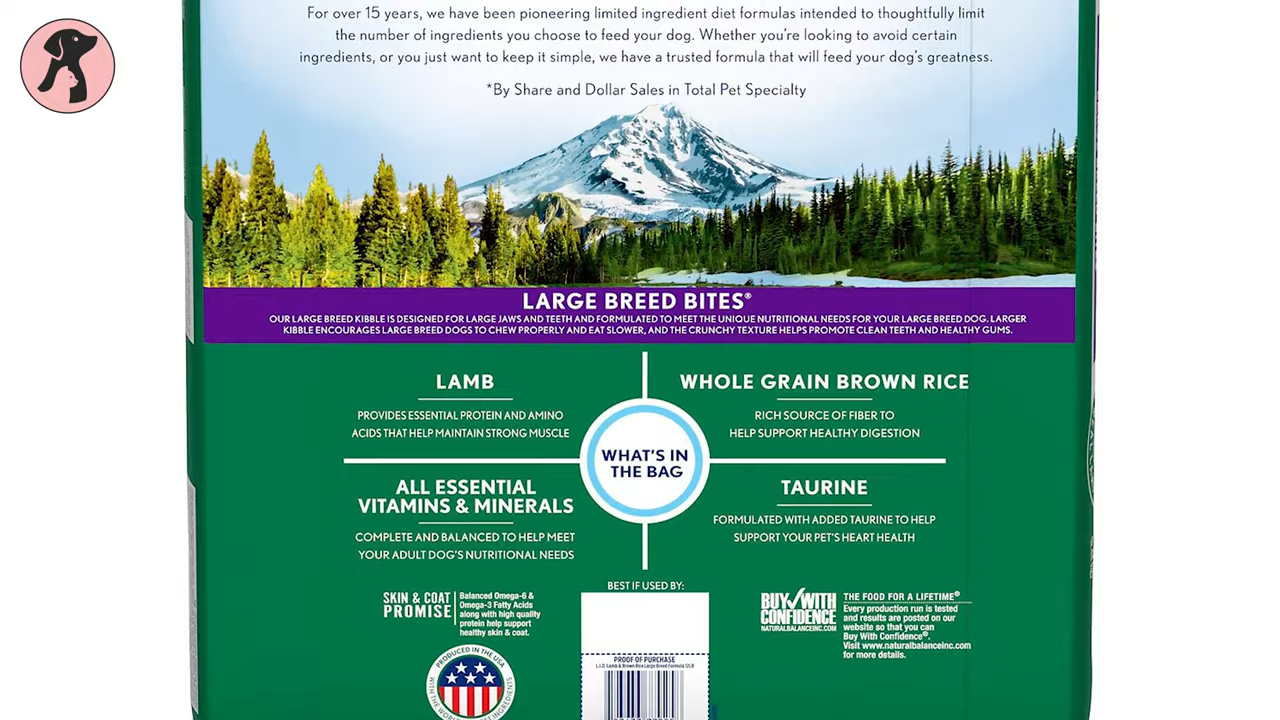 For over 15 years, we have been pioneering limited ingredient diet formulas intended to thoughtfully limit
the number of ingredients you choose to feed your dog. Whether you're looking to avoid certain
ingredients, or you just want to keep it simple, we have a trusted formula that will feed your dog's greatness.
*By Share and Dollar Sales in Total Pet Specialty
LARGE BREED BITES®
OUR LARGE BREED KIBBLE IS DESIGNED FOR LARGE JAWS AND TEETH AND FORMULATED TO MEET THE UNIQUE NUTRITIONAL NEEDS FOR YOUR LARGE BREED DOG. LARGER
KIBBLE ENCOURAGES LARGE BREED DOGS TO CHEW PROPERLY AND EAT SLOWER, AND THE CRUNCHY TEXTURE HELPS PROMOTE CLEAN TEETH AND HEALTHY GUMS.
LAMB
PROVIDES ESSENTIAL PROTEIN AND AMINO
ACIDS THAT HELP MAINTAIN STRONG MUSCLE
WHOLE GRAIN BROWN RICE
RICH SOURCE OF FIBER TO
HELP SUPPORT HEALTHY DIGESTION
WHAT'S IN
THE BAG
ALL ESSENTIAL
VITAMINS & MINERALS
COMPLETE AND BALANCED TO HELP MEET
YOUR ADULT DOG'S NUTRITIONAL NEEDS
TAURINE
FORMULATED WITH ADDED TAURINE TO HELP
SUPPORT YOUR PET'S HEART HEALTH
SKIN & COAT
PROMISE
Balanced Omega-6 &
Omega-3 Fatty Acids
along with high quality
protein help support
healthy skin & coat.
PRODUCED IN THE USA
WITH THE
BEST IF USED BY:
PROOF OF PURCHASE
L.I.D. Lamb & Brown Rice Large Breed Formula 12LB
BUY WITH
CONFIDENCE
NATURALBALANCEINC.COM
THE FOOD FOR A LIFETIME®
Every production run is tested
and results are posted on our
website so that you can
Buy With Confidence®.
Visit www.naturalbalanceinc.com
for more details.